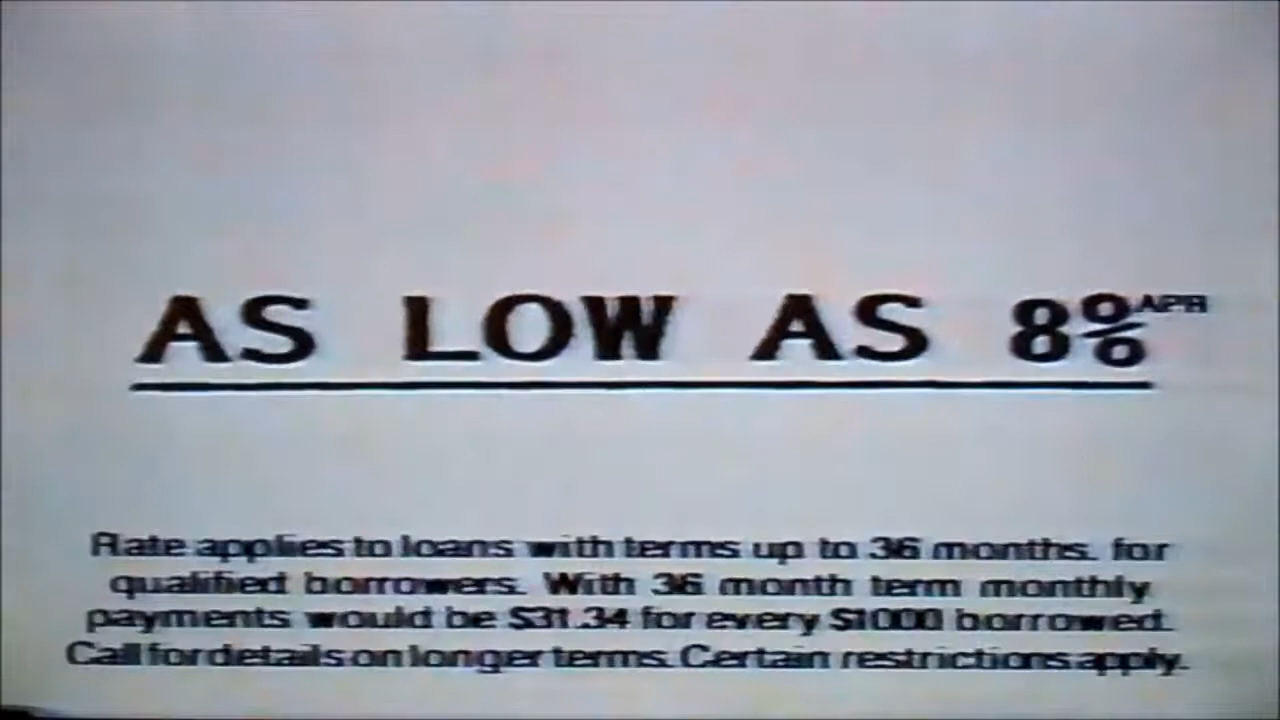 AS LOW AS 8% APR
Rate applies to loans with terms up to 36 months. for
qualified borrowers. With 36 month term monthly
payments would be $31.34 for every $1000 borrowed.
Call for details on longer terms. Certain restrictions apply.